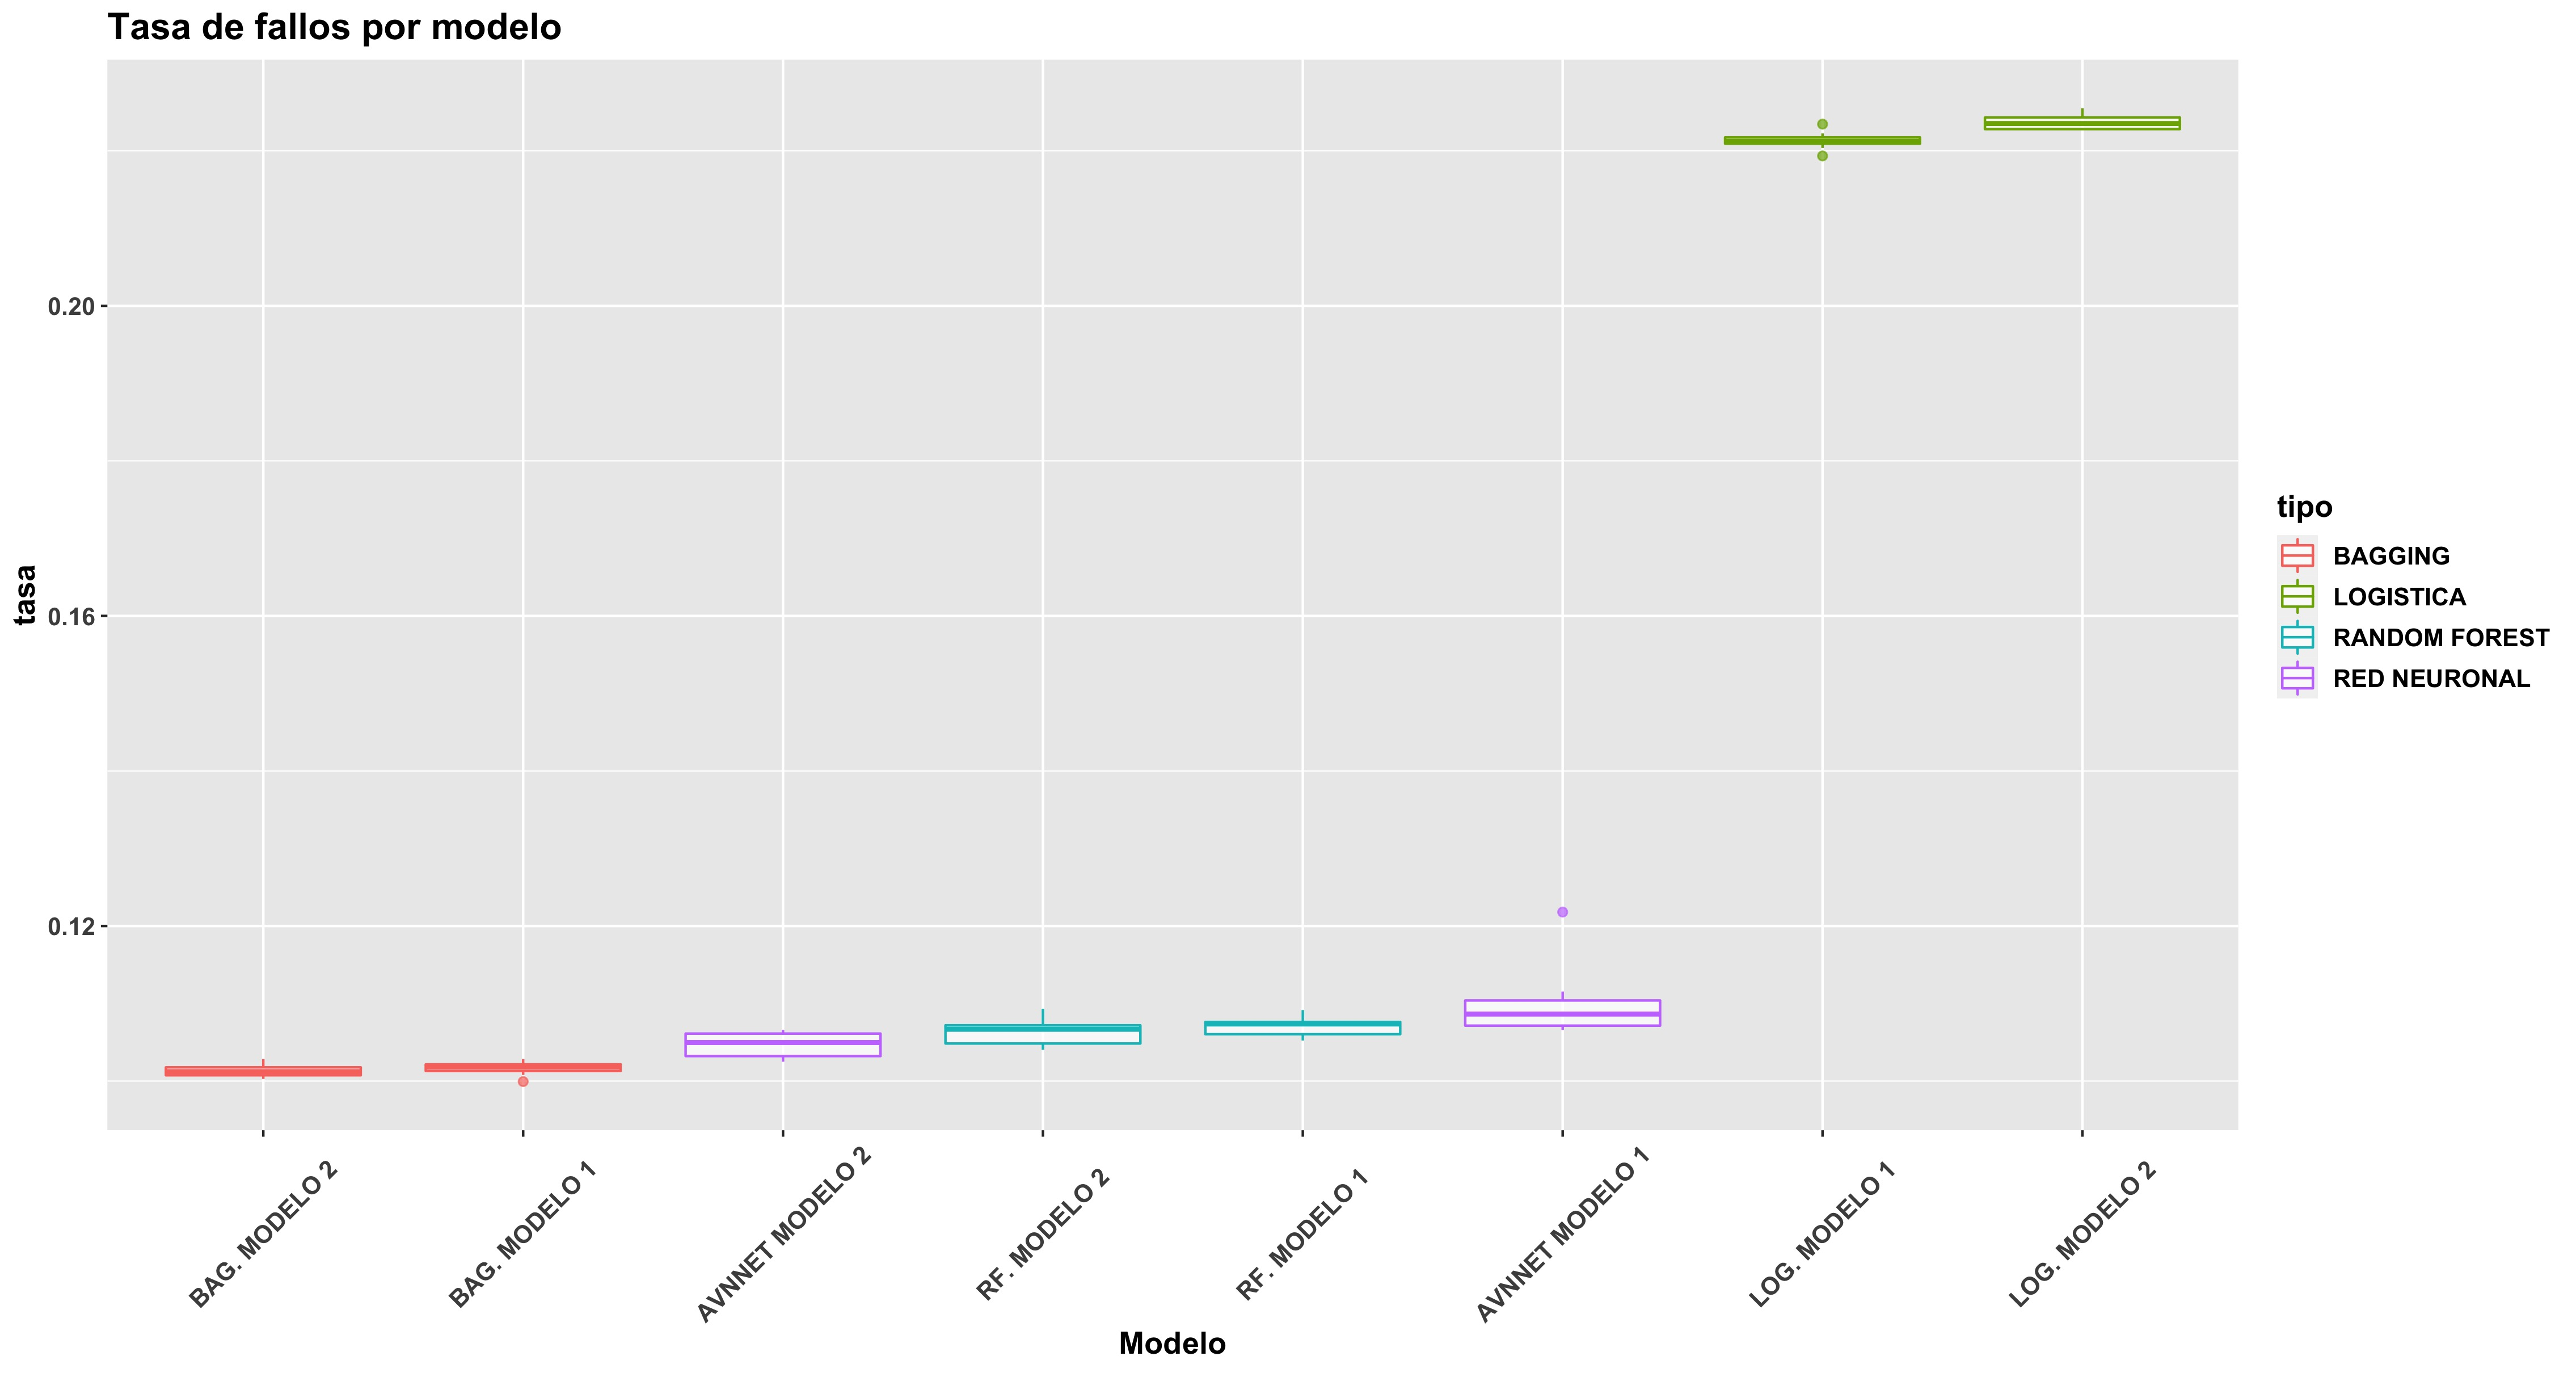 Tasa de fallos por modelo
tasa
0.20
0.16
0.12
BAG. MODELO 2
BAG. MODELO 1
AVNNET MODELO 2
RF. MODELO 2
RF. MODELO 1
AVNNET MODELO 1
LOG. MODELO 1
LOG. MODELO 2
Modelo
tipo
BAGGING
LOGISTICA
RANDOM FOREST
RED NEURONAL